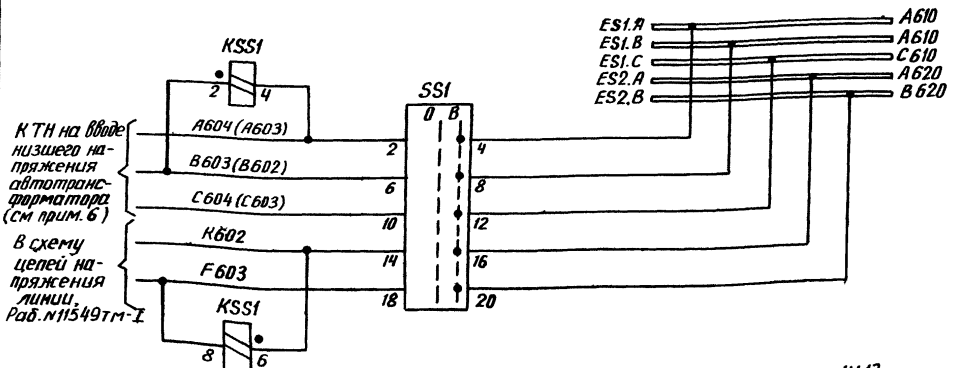 KSS1
2 4
ES1.A A610
ES1.B A610
ES1.C C610
ES2.A A620
ES2.B B620
SS1
0 B
К ТН на вводе
низшего на-
пряжения
автотранс-
форматора
(см прим. 6)
A604 (A603)
2 4
B603 (B602)
6 8
C604 (C603)
10 12
В схему
цепей на-
пряжения
линии,
Раб.N11549тм-I
K602
14 16
F603
18 20
KSS1
8 6